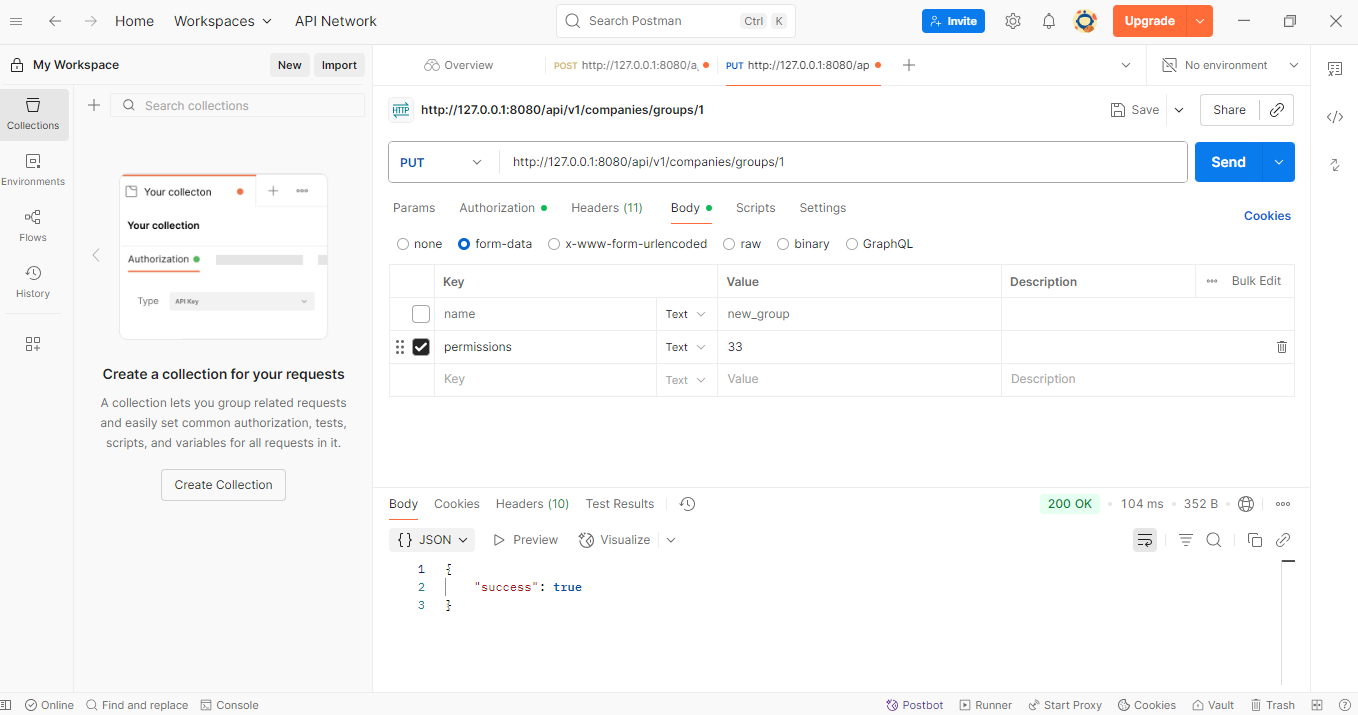 Home
Workspaces
API Network
Search Postman
Ctrl K
Invite
Upgrade
My Workspace
New
Import
Overview
POST http://127.0.0.1:8080/a
PUT http://127.0.0.1:8080/ap
No environment
Collections
Environments
Flows
History
Search collections
Your collecton
Your collection
Authorization
Type
API Key
Create a collection for your requests
A collection lets you group related requests
and easily set common authorization, tests,
scripts, and variables for all requests in it.
Create Collection
HTTP
http://127.0.0.1:8080/api/v1/companies/groups/1
Save
Share
PUT
http://127.0.0.1:8080/api/v1/companies/groups/1
Send
Params
Authorization
Headers (11)
Body
Scripts
Settings
Cookies
none
form-data
x-www-form-urlencoded
raw
binary
GraphQL
Key Value Description
Bulk Edit
name Text new_group
permissions Text 33
Key Text Value Description
Body
Cookies
Headers (10)
Test Results
200 OK
104 ms
352 B
{} JSON
Preview
Visualize
1 {
2 "success": true
3 }
Online
Find and replace
Console
Postbot
Runner
Start Proxy
Cookies
Vault
Trash